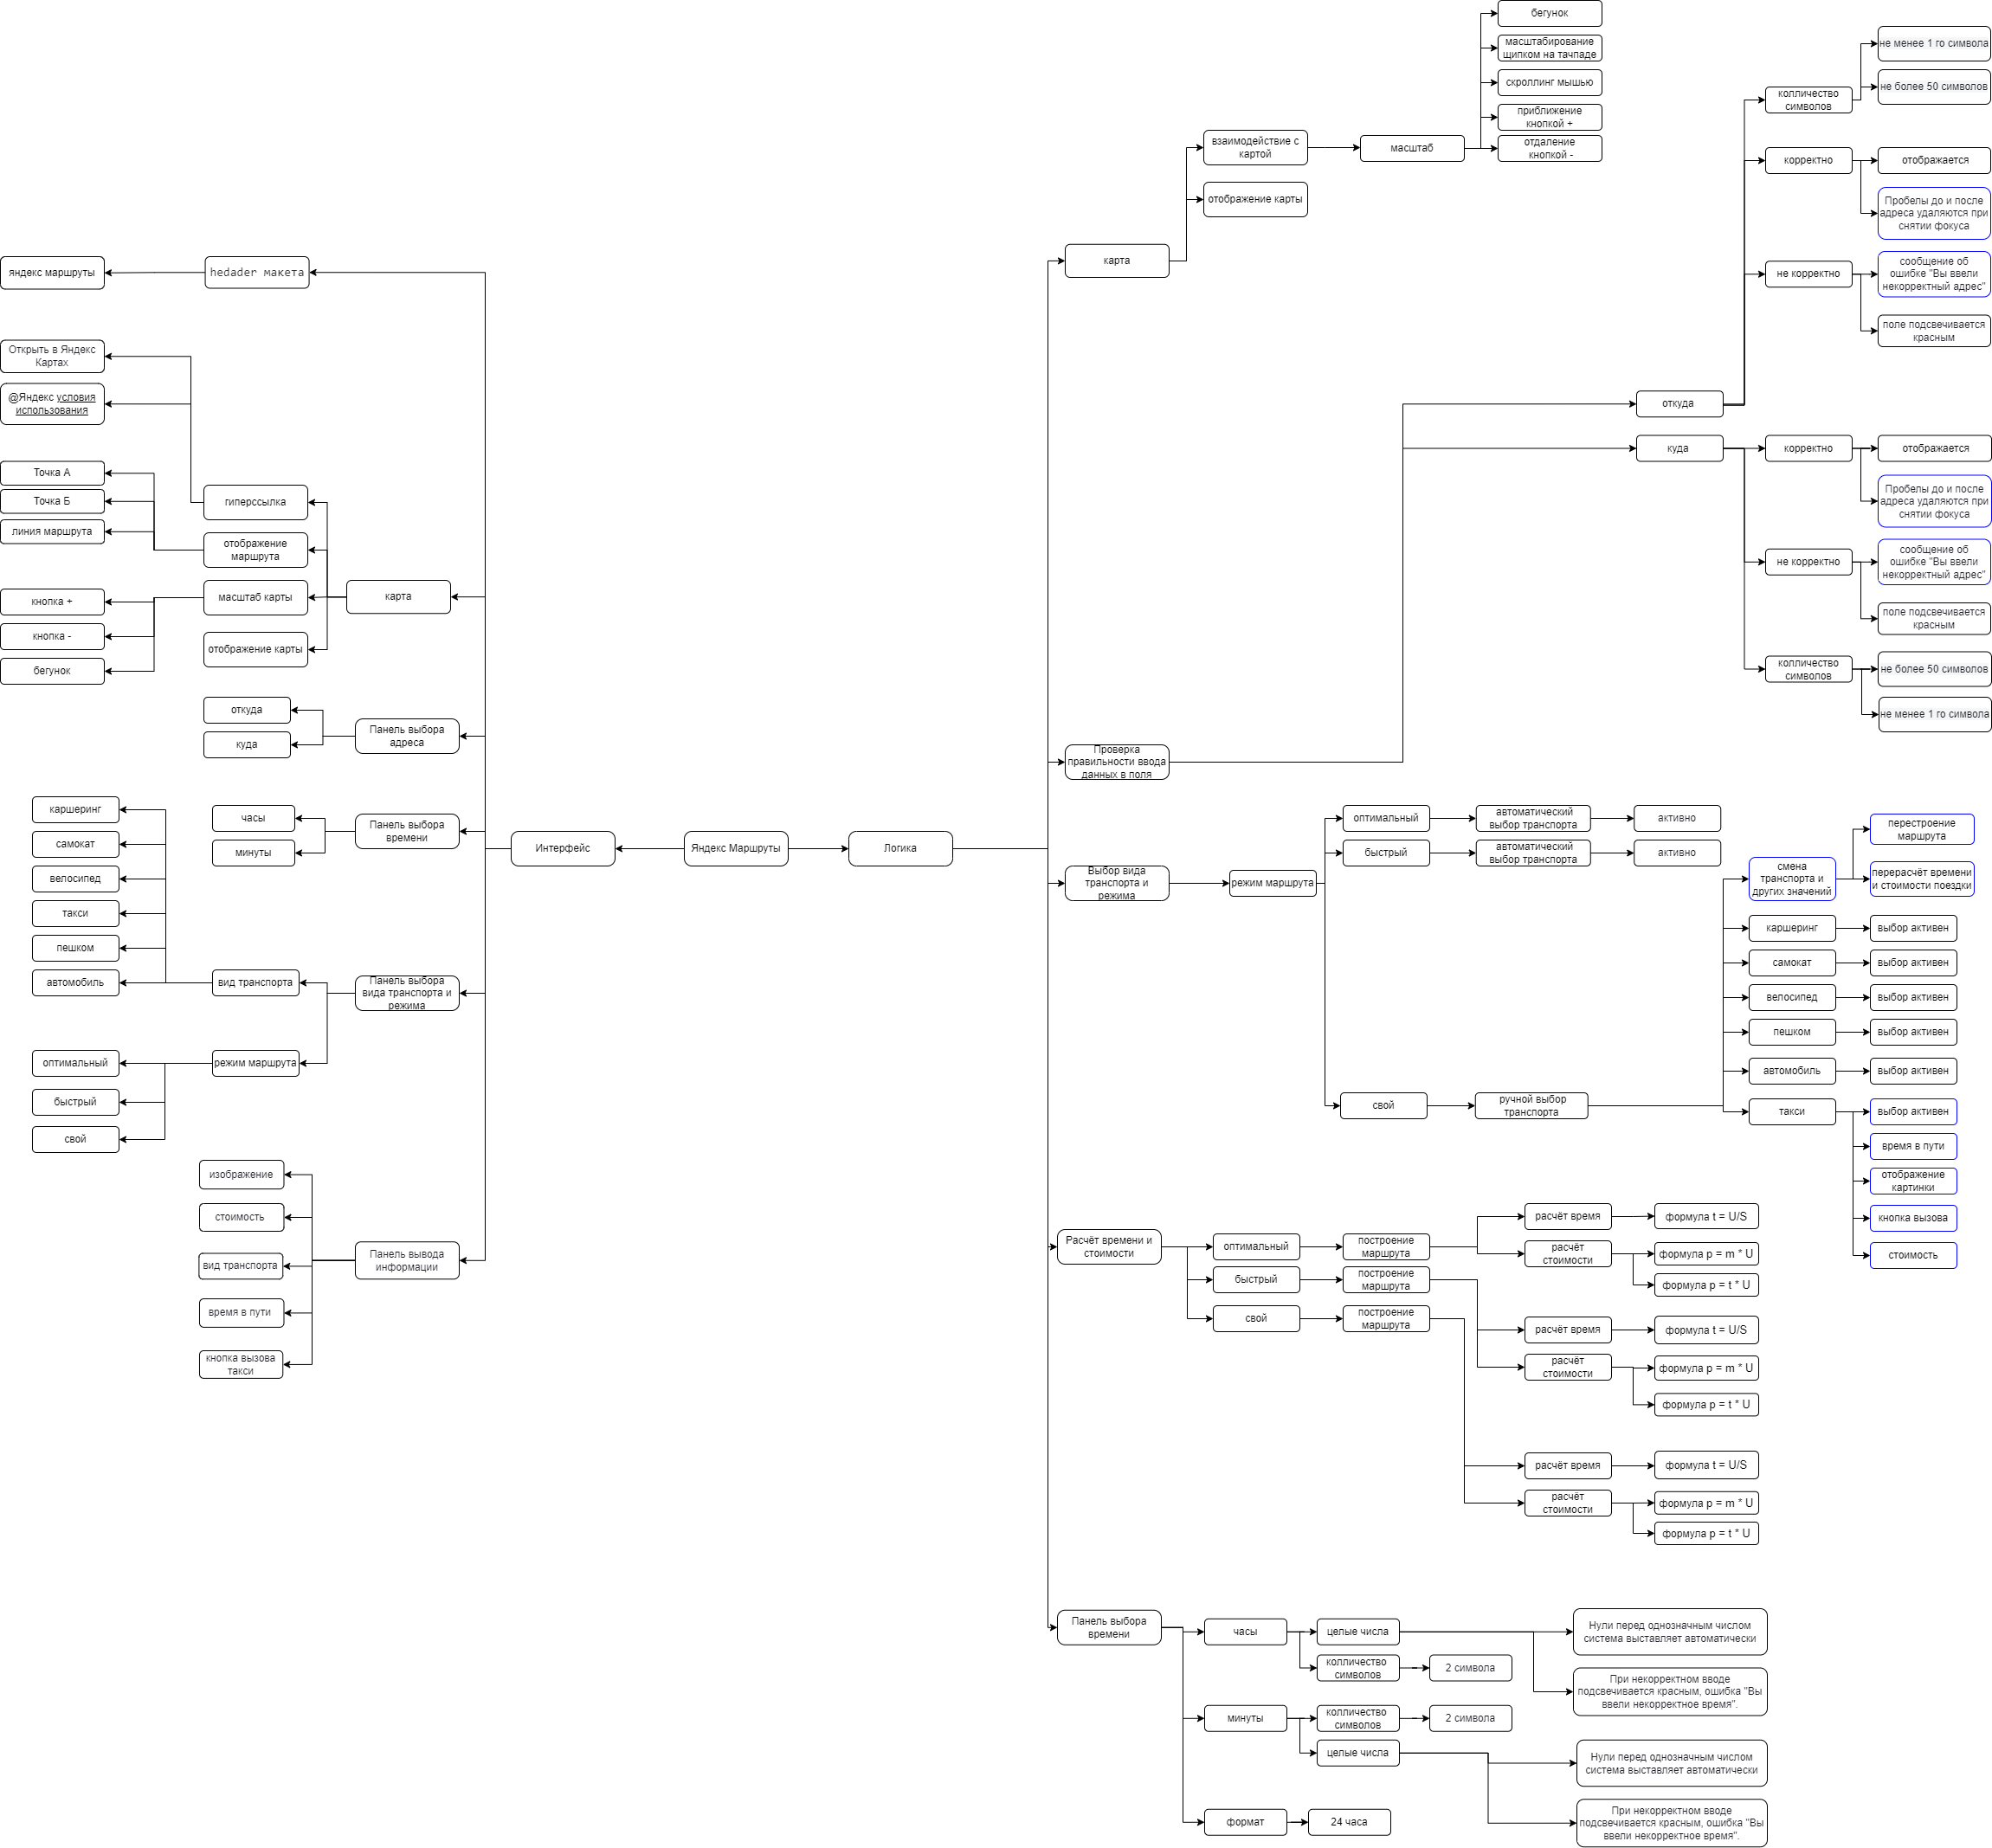 бегунок
масштабирование
щипком на тачпаде
скроллинг мышью
приближение
кнопкой +
отдаление
кнопкой -
масштаб
взаимодействие с
картой
отображение карты
карта
не менее 1 го символа
не более 50 символов
колличество
символов
корректно
отображается
Пробелы до и после
адреса удаляются при
снятии фокуса
не корректно
сообщение об
ошибке "Вы ввели
некорректный адрес"
поле подсвечивается
красным
откуда
куда
корректно
отображается
Пробелы до и после
адреса удаляются при
снятии фокуса
не корректно
сообщение об
ошибке "Вы ввели
некорректный адрес"
поле подсвечивается
красным
колличество
символов
не более 50 символов
не менее 1 го символа
Проверка
правильности ввода
данных в поля
яндекс маршруты
hedader макета
Открыть в Яндекс
Картах
@Яндекс условия
использования
Точка А
Точка Б
линия маршрута
гиперссылка
отображение
маршрута
кнопка +
кнопка -
бегунок
масштаб карты
отображение карты
карта
откуда
куда
Панель выбора
адреса
часы
минуты
Панель выбора
времени
каршеринг
самокат
велосипед
такси
пешком
автомобиль
вид транспорта
Панель выбора
вида транспорта и
режима
оптимальный
быстрый
свой
режим маршрута
изображение
стоимость
вид транспорта
время в пути
кнопка вызова
такси
Панель вывода
информации
Интерфейс
Яндекс Маршруты
Логика
Выбор вида
транспорта и
режима
режим маршрута
оптимальный
автоматический
выбор транспорта
активно
быстрый
автоматический
выбор транспорта
активно
свой
ручной выбор
транспорта
смена
транспорта и
других значений
перестроение
маршрута
перерасчёт времени
и стоимости поездки
каршеринг
выбор активен
самокат
выбор активен
велосипед
выбор активен
пешком
выбор активен
автомобиль
выбор активен
такси
выбор активен
время в пути
отображение
картинки
кнопка вызова
стоимость
Расчёт времени и
стоимости
оптимальный
построение
маршрута
расчёт время
формула t = U/S
расчёт
стоимости
формула p = m * U
формула p = t * U
быстрый
построение
маршрута
расчёт время
формула t = U/S
расчёт
стоимости
формула p = m * U
формула p = t * U
свой
построение
маршрута
расчёт время
формула t = U/S
расчёт
стоимости
формула p = m * U
формула p = t * U
Панель выбора
времени
часы
целые числа
Нули перед однозначным числом
система выставляет автоматически
При некорректном вводе
подсвечивается красным, ошибка "Вы
ввели некорректное время".
колличество
символов
2 символа
минуты
колличество
символов
2 символа
целые числа
Нули перед однозначным числом
система выставляет автоматически
При некорректном вводе
подсвечивается красным, ошибка "Вы
ввели некорректное время".
формат
24 часа